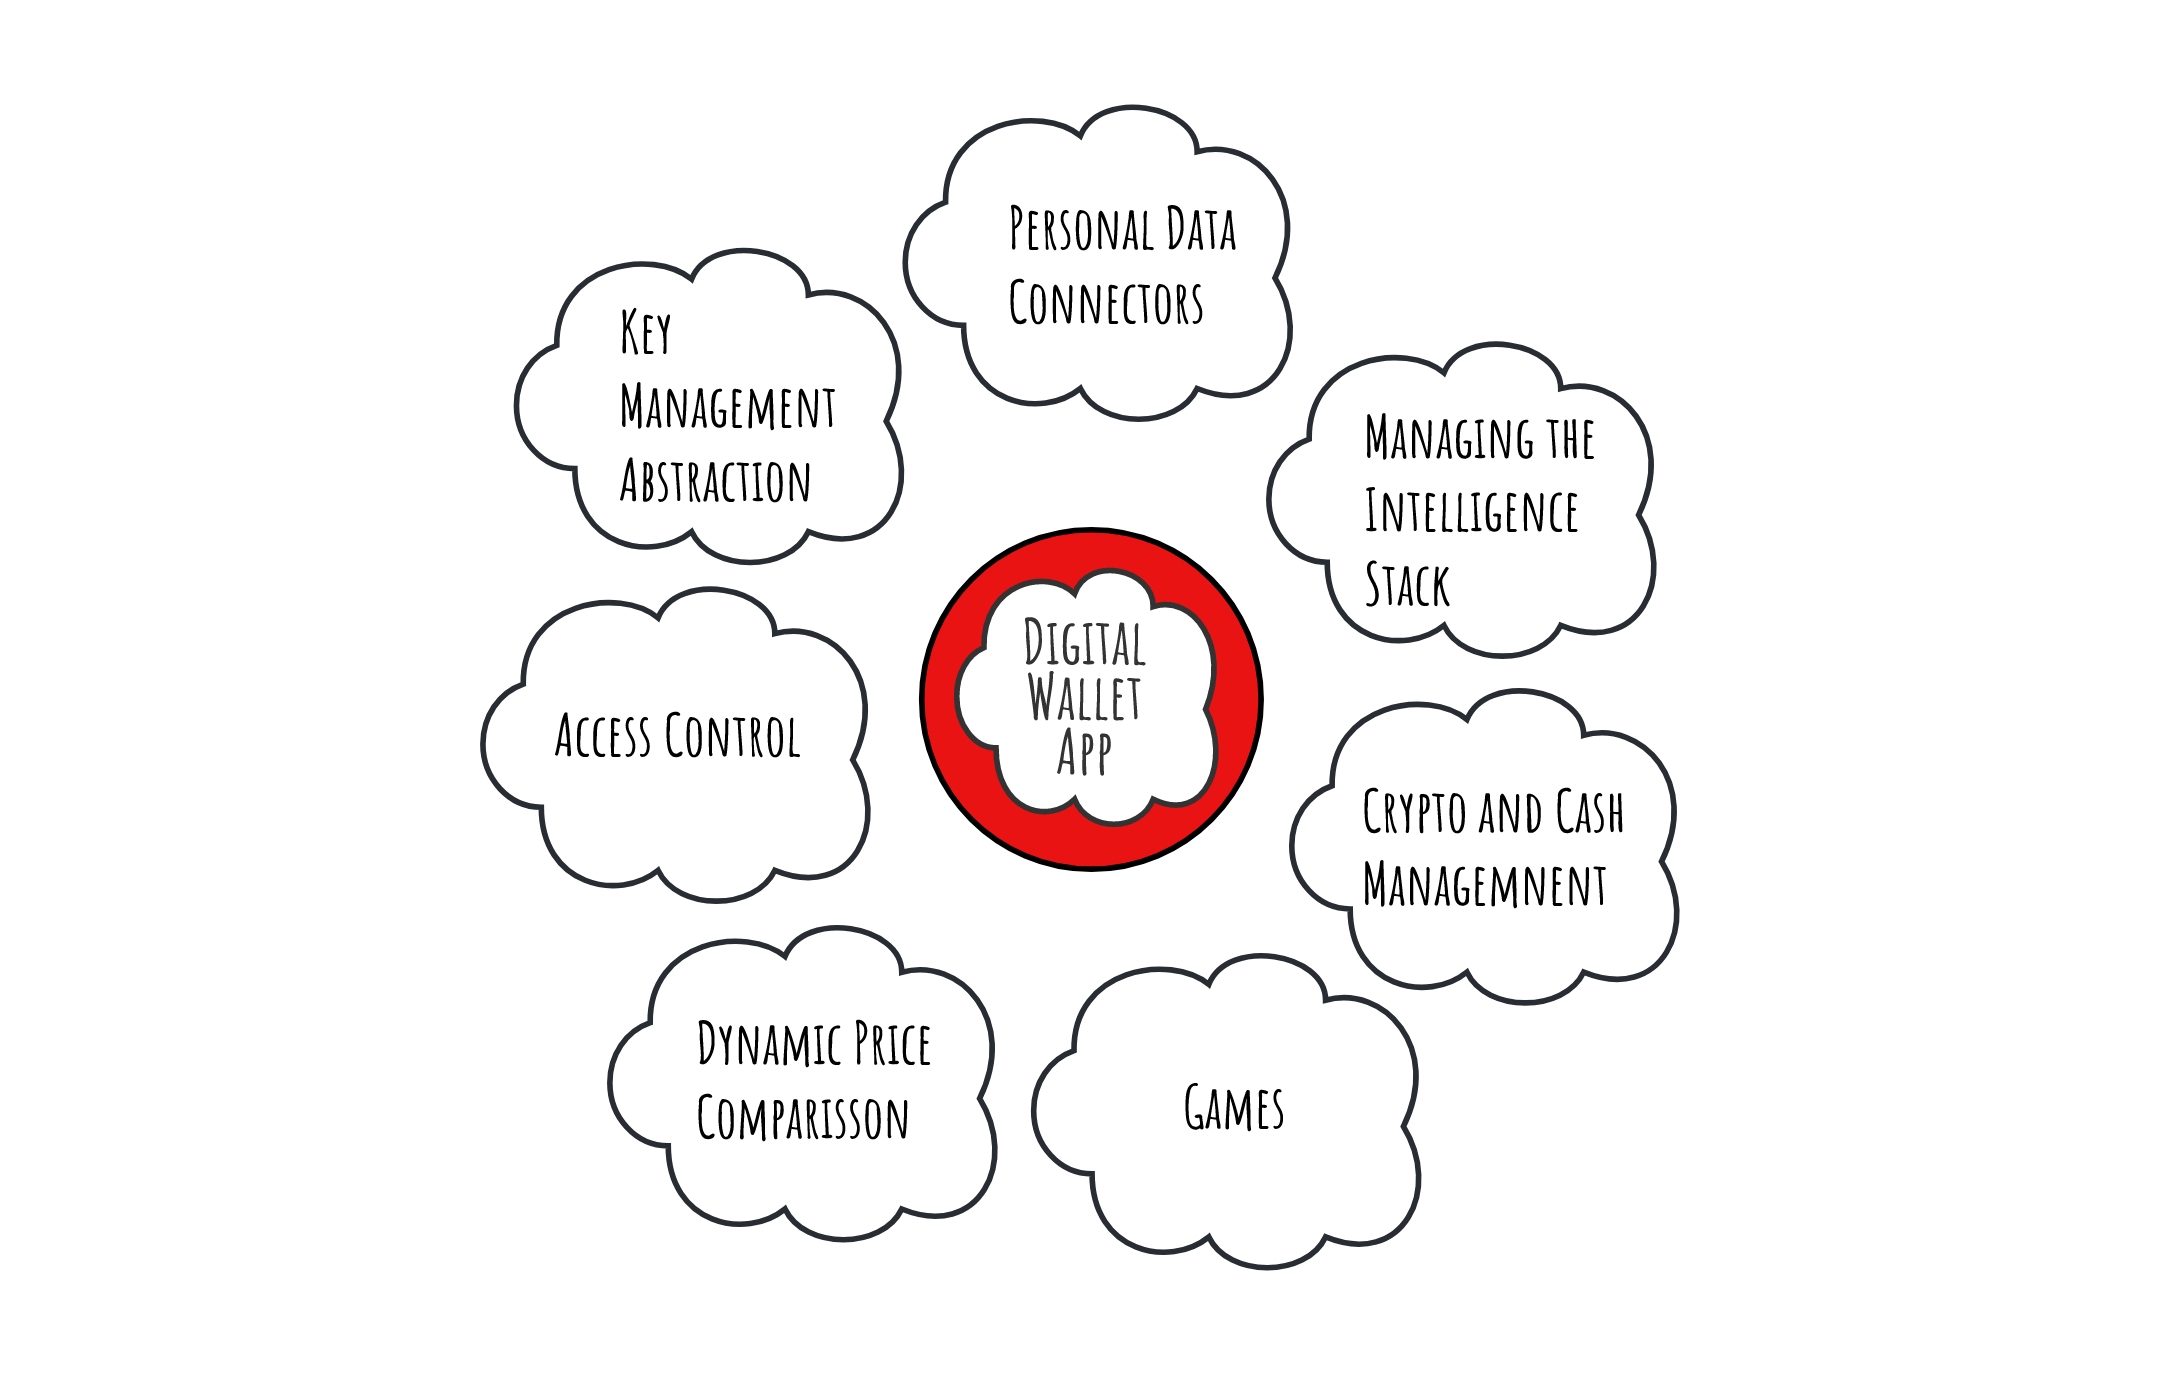 Personal Data
Connectors
Key
Management
Abstraction
Managing the
Intelligence
Stack
Digital
Wallet
App
Access Control
Crypto and Cash
Managemnent
Dynamic Price
Comparisson
Games